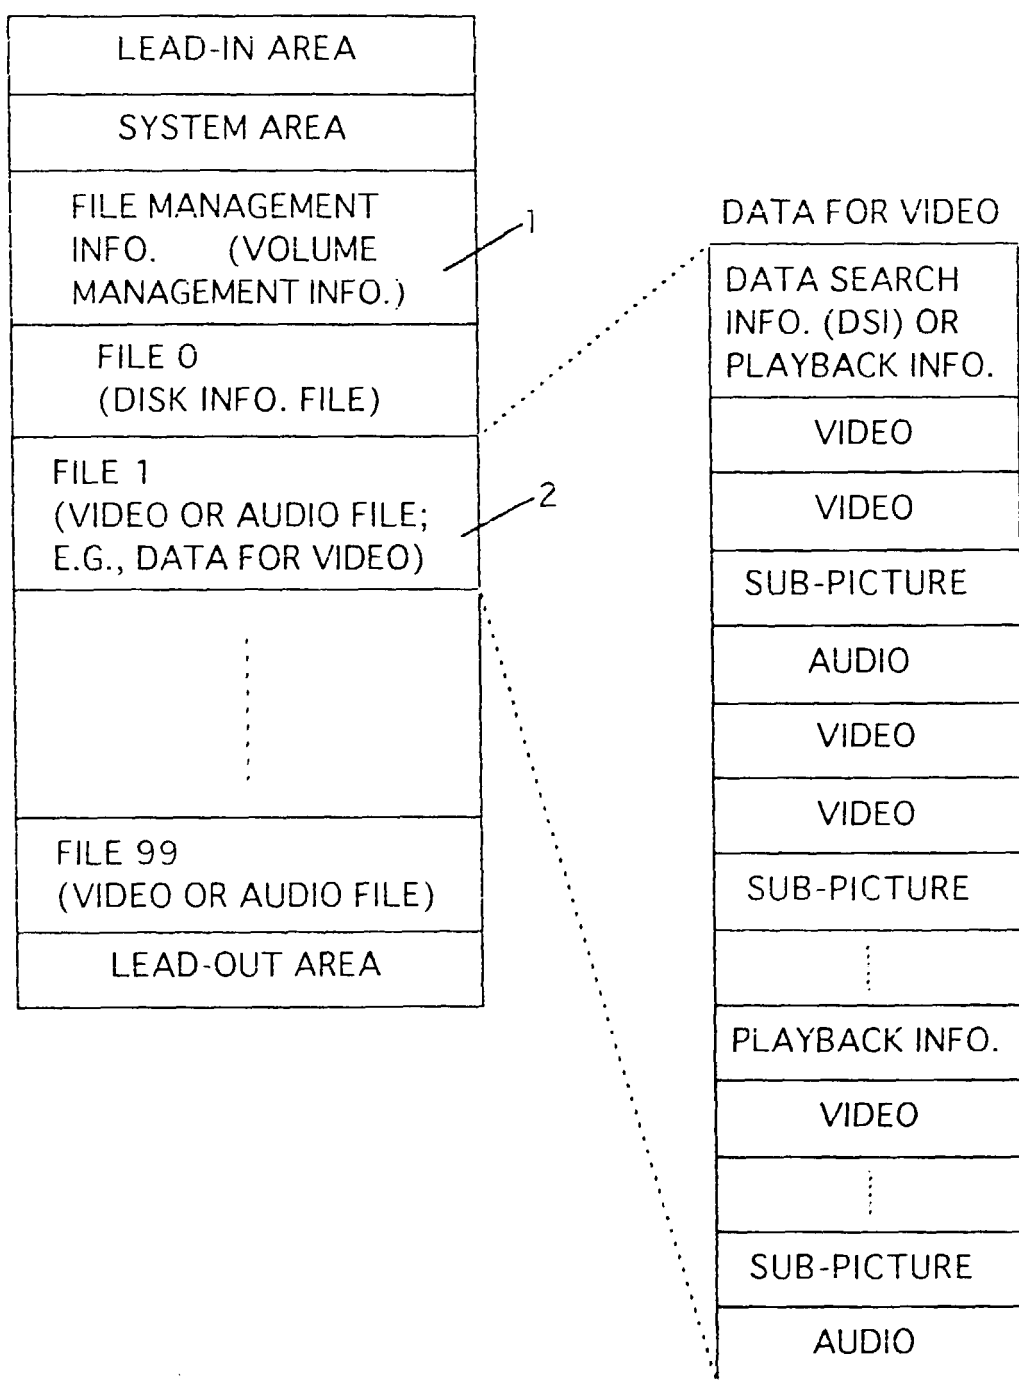 LEAD-IN AREA
SYSTEM AREA
FILE MANAGEMENT
INFO. (VOLUME
MANAGEMENT INFO.)
1
FILE 0
(DISK INFO. FILE)
FILE 1
(VIDEO OR AUDIO FILE;
E.G., DATA FOR VIDEO)
2
FILE 99
(VIDEO OR AUDIO FILE)
LEAD-OUT AREA
DATA FOR VIDEO
DATA SEARCH
INFO. (DSI) OR
PLAYBACK INFO.
VIDEO
VIDEO
SUB-PICTURE
AUDIO
VIDEO
VIDEO
SUB-PICTURE
PLAYBACK INFO.
VIDEO
SUB-PICTURE
AUDIO